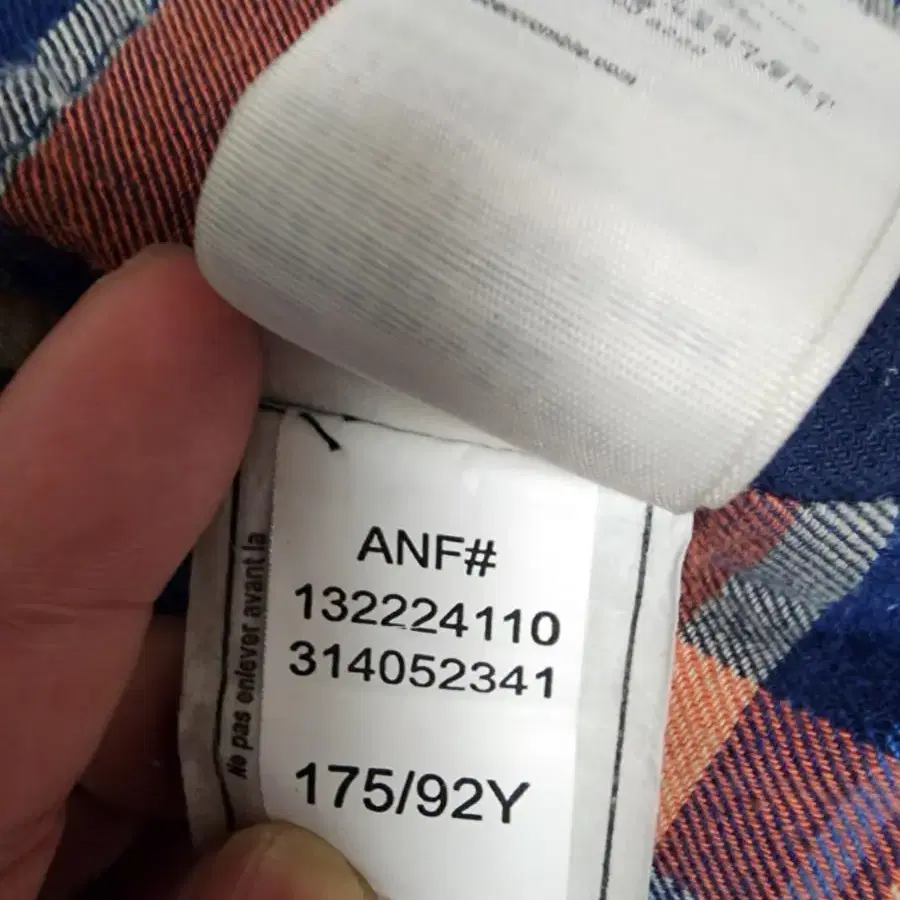 ANF#
132224110
314052341
175/92Y
No pas enlever avant la